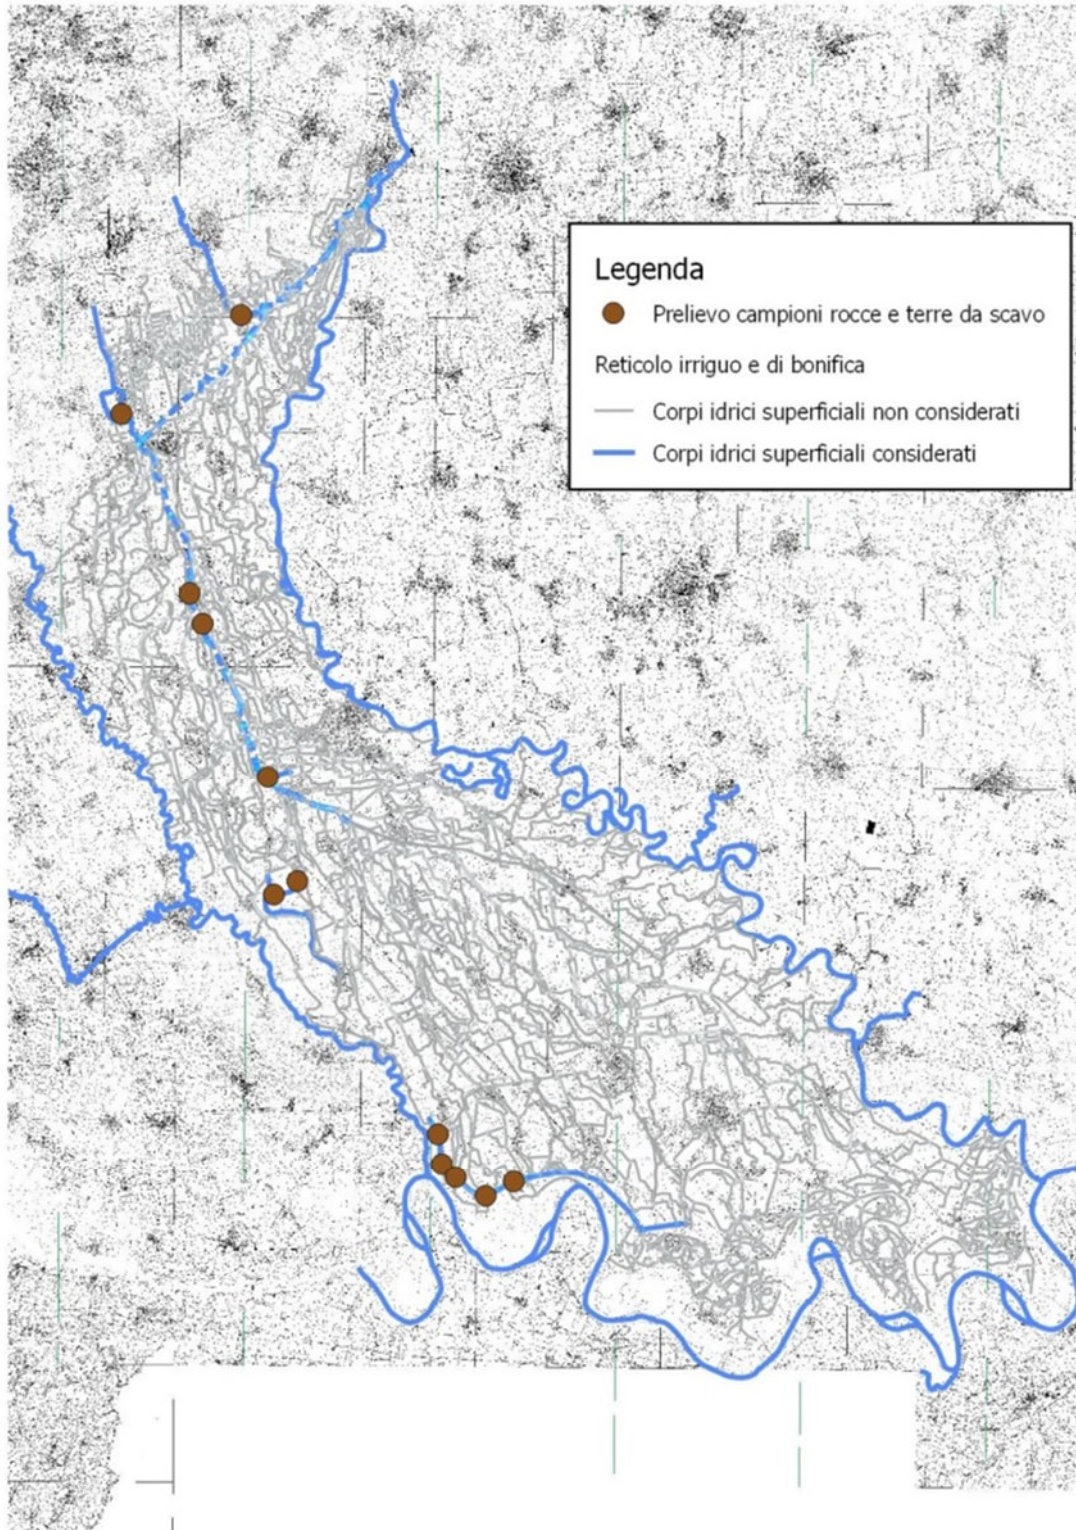 Legenda
Prelievo campioni rocce e terre da scavo
Reticolo irriguo e di bonifica
Corpi idrici superficiali non considerati
Corpi idrici superficiali considerati